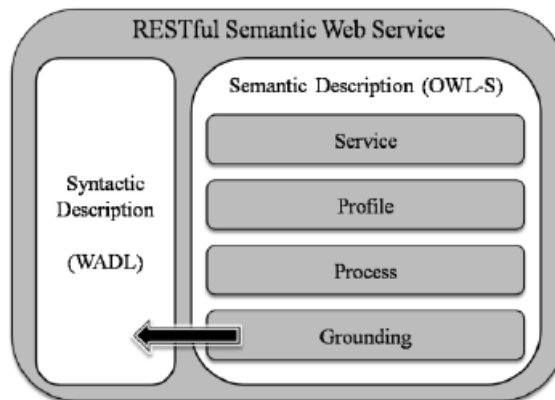 RESTful Semantic Web Service
Syntactic
Description
(WADL)
Semantic Description (OWL-S)
Service
Profile
Process
Grounding